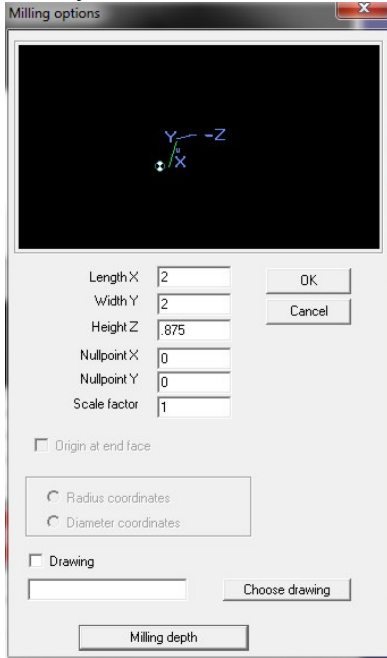 Milling options
Y -Z
X
Length X 2
Width Y 2
Height Z .875
Nullpoint X 0
Nullpoint Y 0
Scale factor 1
OK
Cancel
Origin at end face
Radius coordinates
Diameter coordinates
Drawing
Choose drawing
Milling depth